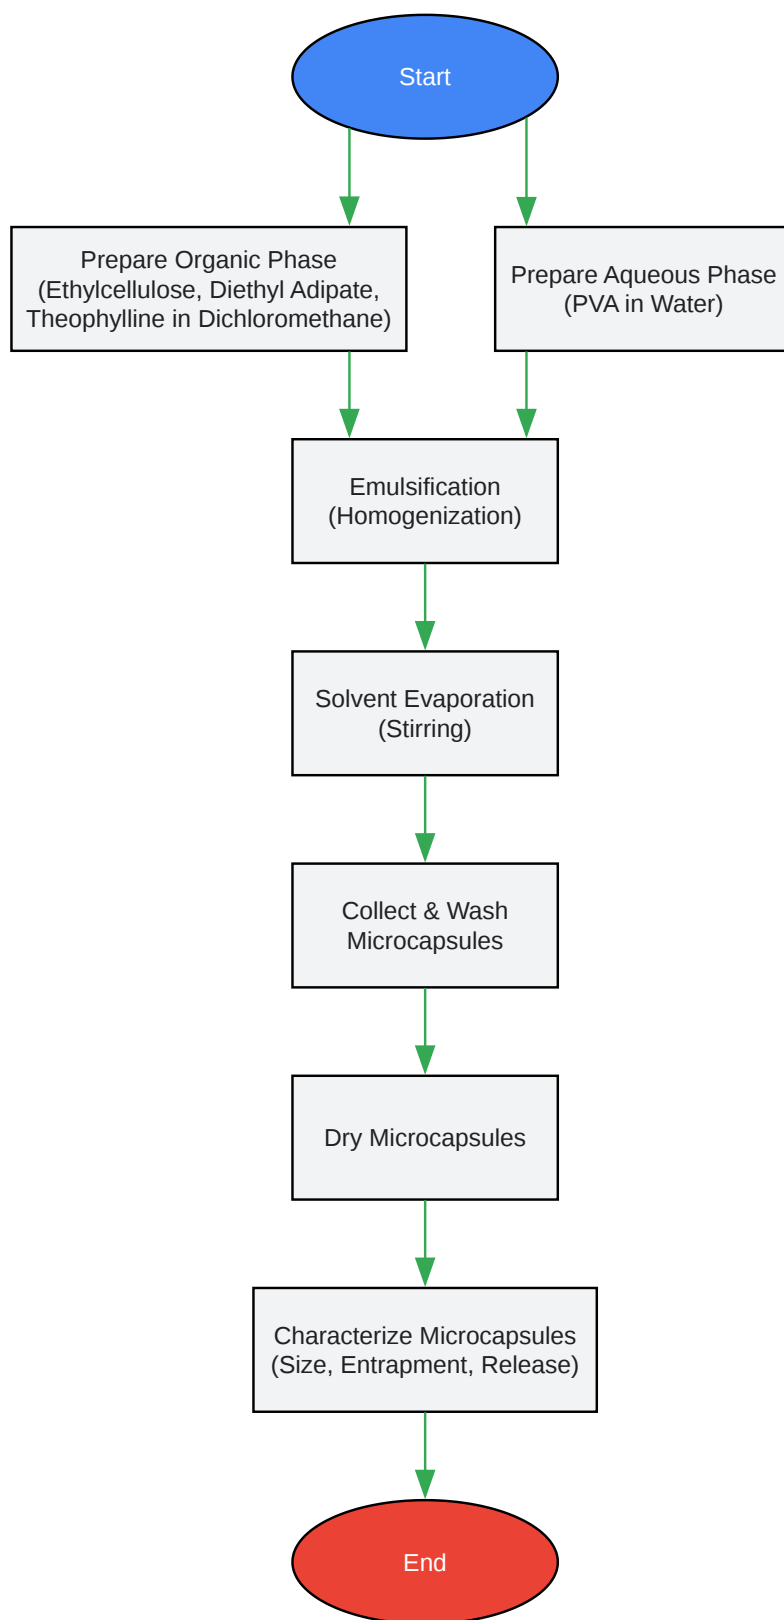 Start
Prepare Organic Phase
(Ethylcellulose, Diethyl Adipate,
Theophylline in Dichloromethane)
Prepare Aqueous Phase
(PVA in Water)
Emulsification
(Homogenization)
Solvent Evaporation
(Stirring)
Collect & Wash
Microcapsules
Dry Microcapsules
Characterize Microcapsules
(Size, Entrapment, Release)
End